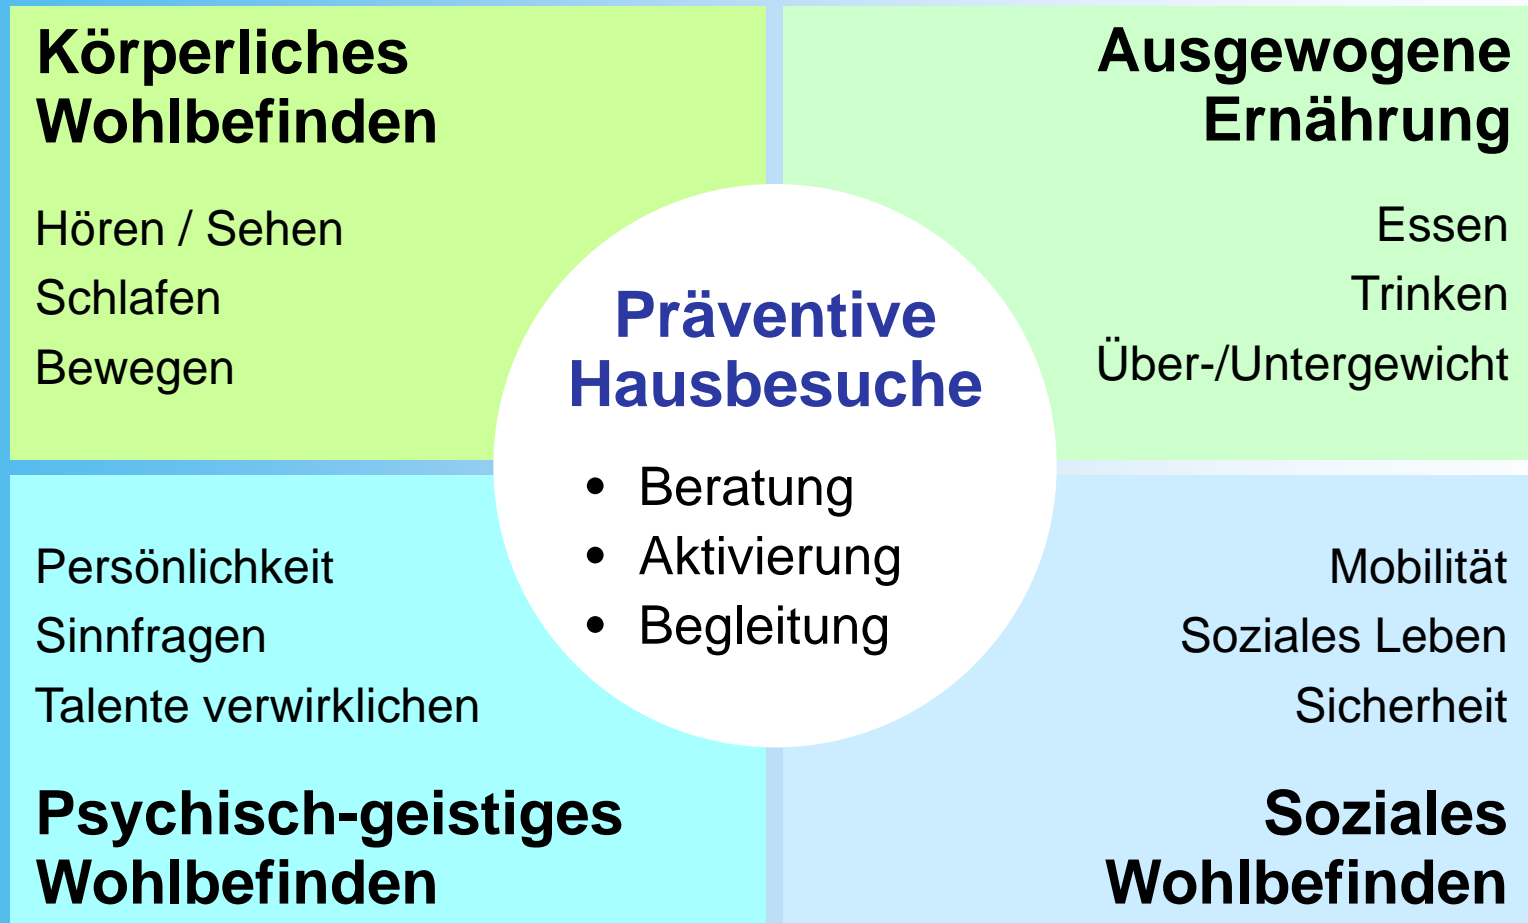 Körperliches
Wohlbefinden
Hören / Sehen
Schlafen
Bewegen
Ausgewogene
Ernährung
Essen
Trinken
Über-/Untergewicht
Präventive
Hausbesuche
• Beratung
• Aktivierung
• Begleitung
Persönlichkeit
Sinnfragen
Talente verwirklichen
Psychisch-geistiges
Wohlbefinden
Mobilität
Soziales Leben
Sicherheit
Soziales
Wohlbefinden